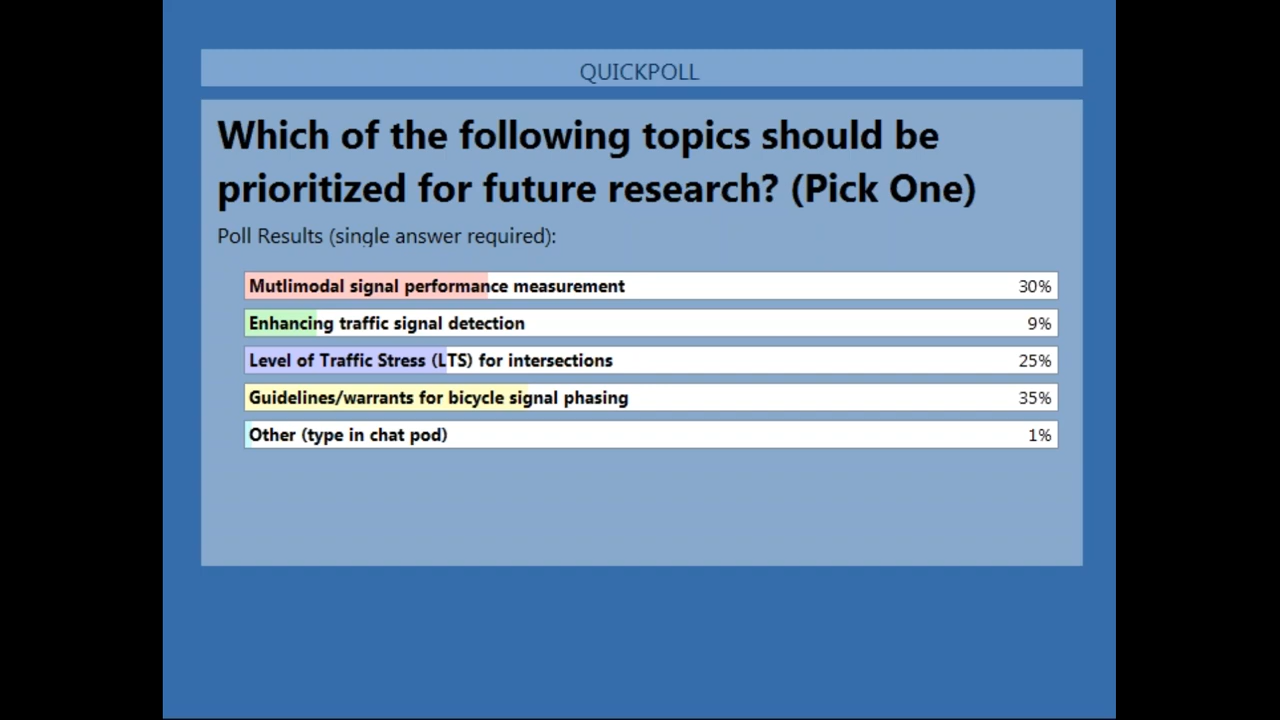 QUICKPOLL
Which of the following topics should be
prioritized for future research? (Pick One)
Poll Results (single answer required):
Mutlimodal signal performance measurement 30%
Enhancing traffic signal detection 9%
Level of Traffic Stress (LTS) for intersections 25%
Guidelines/warrants for bicycle signal phasing 35%
Other (type in chat pod) 1%